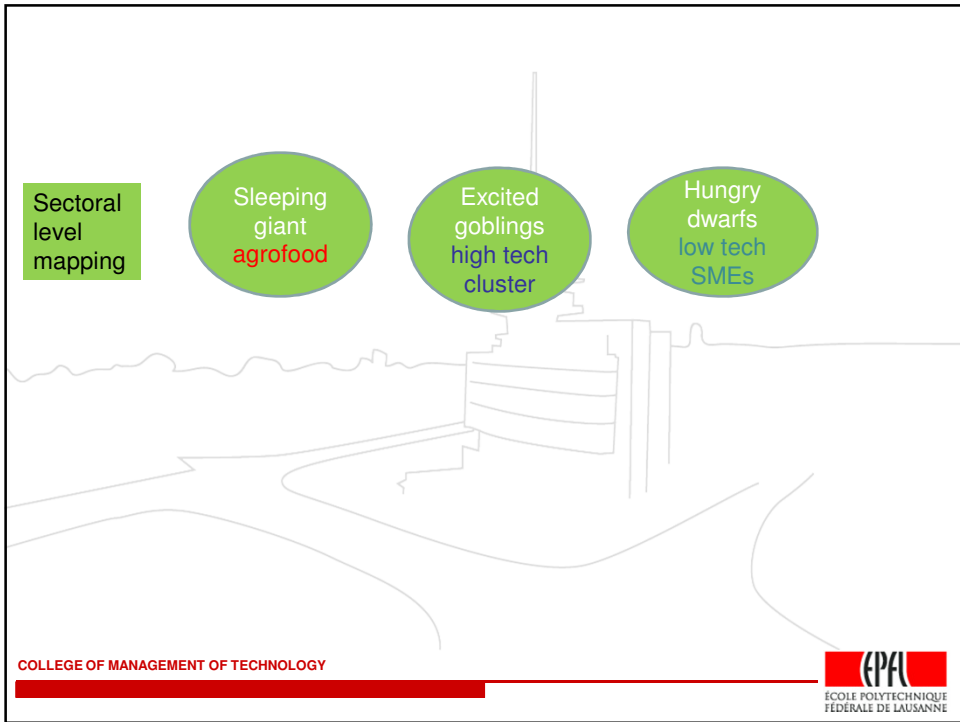 Sectoral
level
mapping
Sleeping
giant
agrofood
Excited
goblings
high tech
cluster
Hungry
dwarfs
low tech
SMEs
COLLEGE OF MANAGEMENT OF TECHNOLOGY
EPFL
ÉCOLE POLYTECHNIQUE
FÉDÉRALE DE LAUSANNE